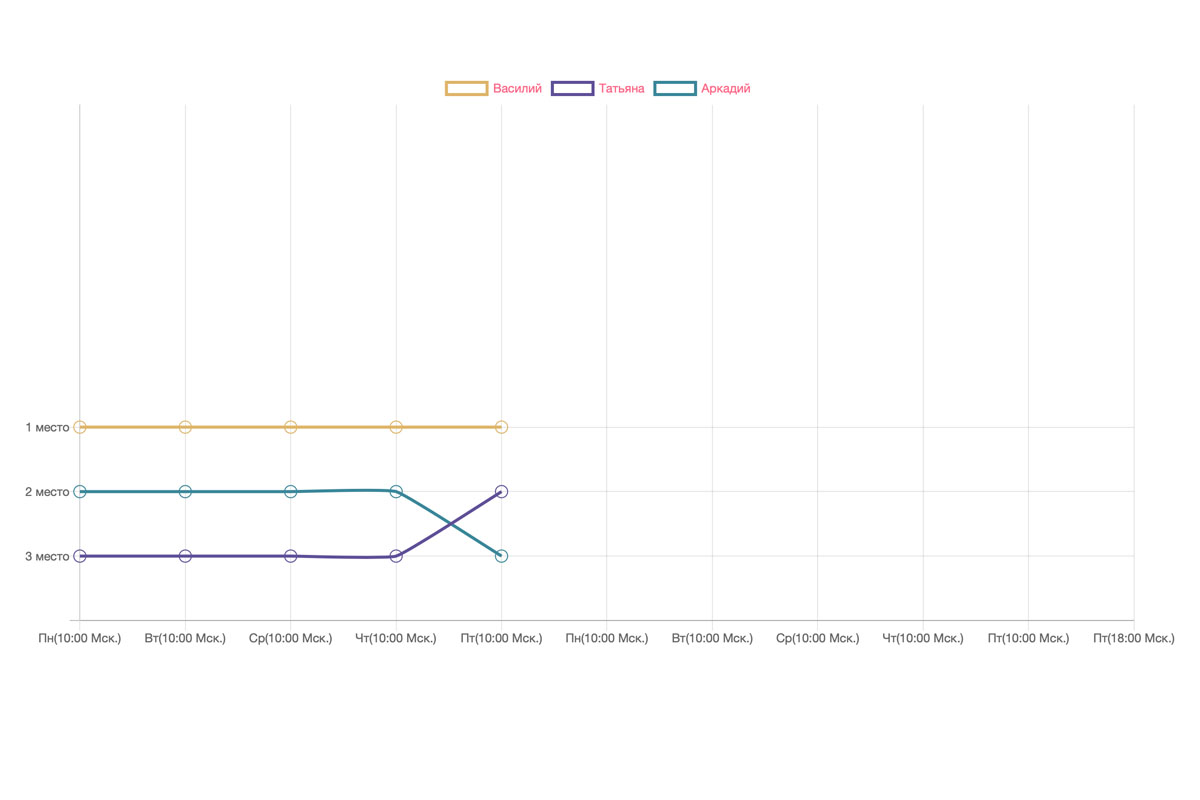 Василий Татьяна Аркадий
1 место
2 место
3 место
Пн(10:00 Мск.) Вт(10:00 Мск.) Ср(10:00 Мск.) Чт(10:00 Мск.) Пт(10:00 Мск.) Пн(10:00 Мск.) Вт(10:00 Мск.) Ср(10:00 Мск.) Чт(10:00 Мск.) Пт(10:00 Мск.) Пт(18:00 Мск.)